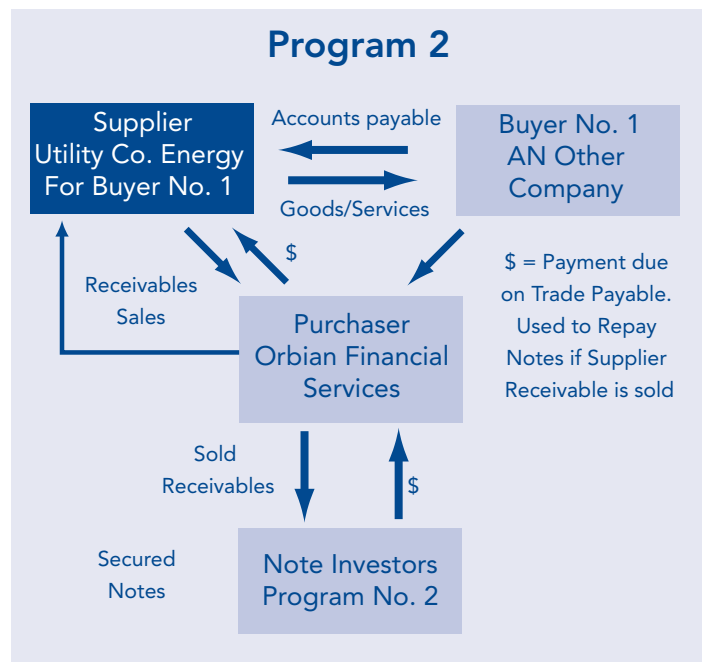 Program 2
Supplier
Utility Co. Energy
For Buyer No. 1
Accounts payable
Goods/Services
Buyer No. 1
AN Other
Company
$
Receivables
Sales
$ = Payment due
on Trade Payable.
Used to Repay
Notes if Supplier
Receivable is sold
Purchaser
Orbian Financial
Services
Sold
Receivables
$
Secured
Notes
Note Investors
Program No. 2